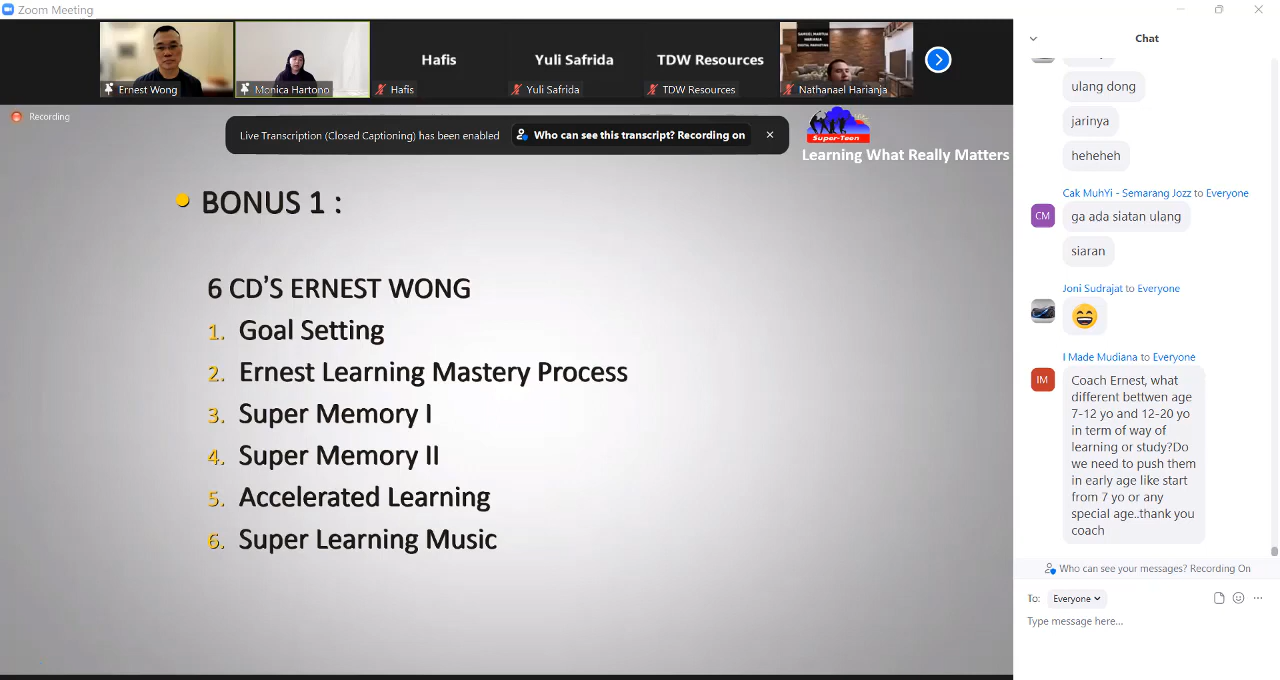 Zoom Meeting
Ernest Wong
Monica Hartono
Hafis
Hafis
Yuli Safrida
Yuli Safrida
TDW Resources
TDW Resources
SAMUEL MARTUA
HARIANJA
DIGITAL MARKETING
Nathanael Harianja
Recording
Live Transcription (Closed Captioning) has been enabled
Who can see this transcript? Recording on
Super-Teen
Learning What Really Matters
BONUS 1 :
6 CD'S ERNEST WONG
1. Goal Setting
2. Ernest Learning Mastery Process
3. Super Memory I
4. Super Memory II
5. Accelerated Learning
6. Super Learning Music
Chat
ulang dong
jarinya
heheheh
Cak MuhYi - Semarang Jozz to Everyone
CM
ga ada siatan ulang
siaran
Joni Sudrajat to Everyone
I Made Mudiana to Everyone
IM
Coach Ernest, what
different bettwen age
7-12 yo and 12-20 yo
in term of way of
learning or study?Do
we need to push them
in early age like start
from 7 yo or any
special age..thank you
coach
Who can see your messages? Recording On
To: Everyone
Type message here...